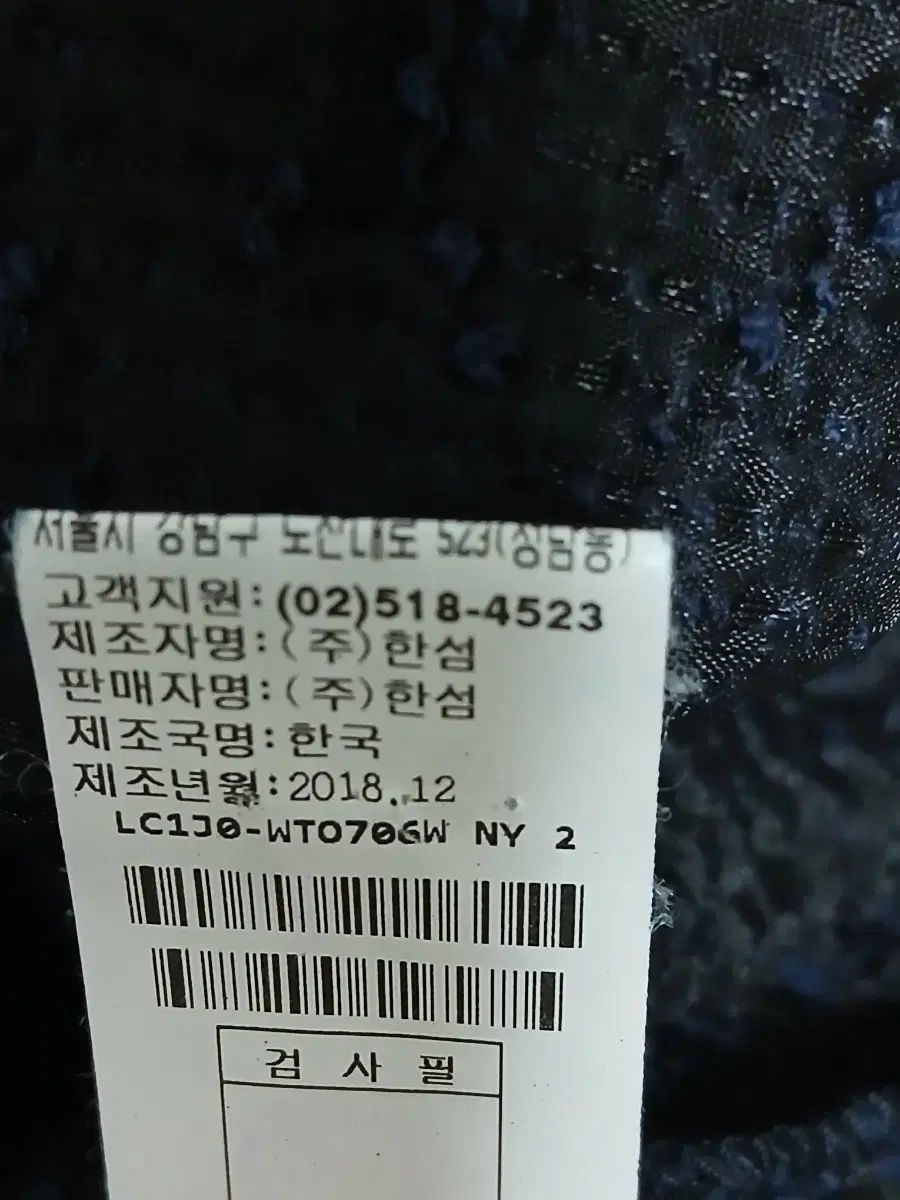 서울시 강남구 도산대로 523(청담동)
고객지원: (02)518-4523
제조자명:(주)한섬
판매자명:(주)한섬
제조국명:한국
제조년월:2018.12
LC1J0-WTO706W NY 2
검 사 필